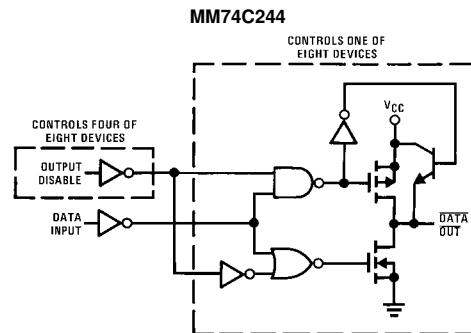 MM74C244
CONTROLS ONE OF
EIGHT DEVICES
VCC
CONTROLS FOUR OF
EIGHT DEVICES
OUTPUT
DISABLE
DATA
INPUT
DATA
OUT